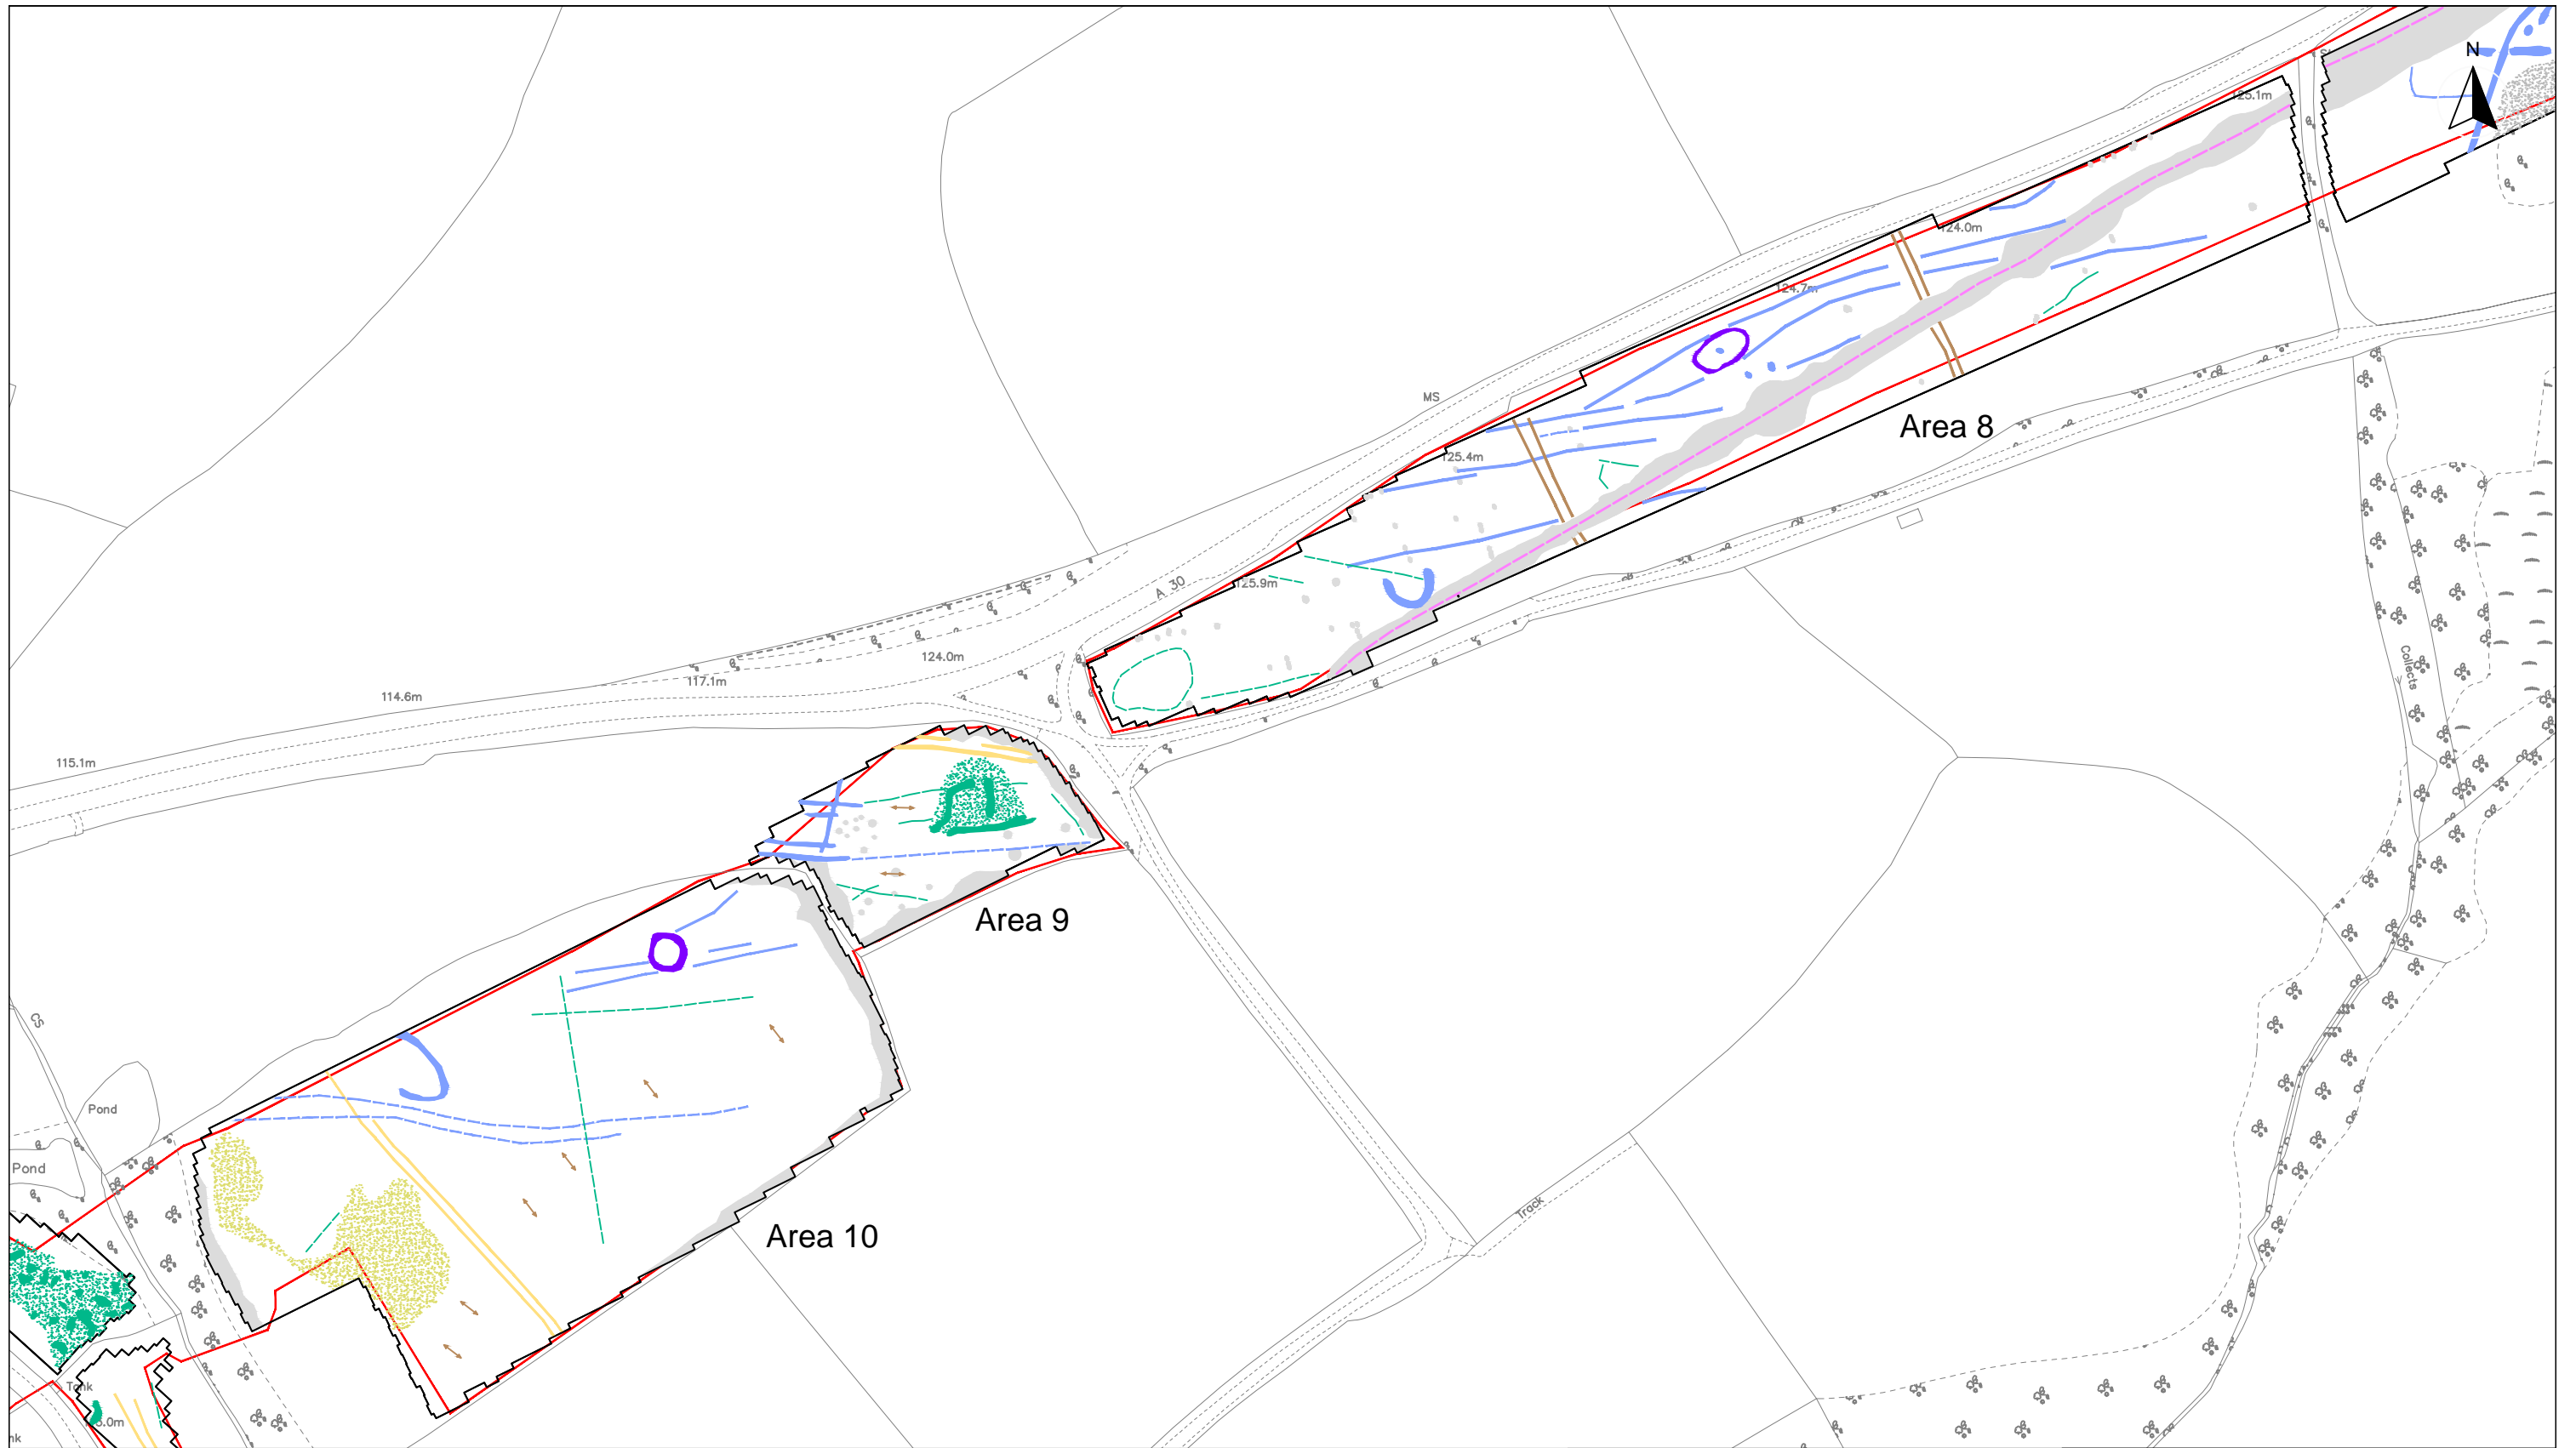 N
125.1m
124.0m
124.7m
MS
Area 8
125.4m
A 30
125.9m
124.0m
117.1m
114.6m
115.1m
Collects
Area 9
CS
Pond
Pond
Track
Area 10
Tank